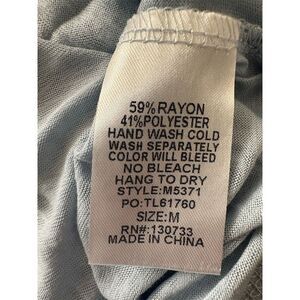 59% RAYON
41% POLYESTER
HAND WASH COLD
WASH SEPARATELY
COLOR WILL BLEED
NO BLEACH
HANG TO DRY
STYLE:M5371
PO:TL61760
SIZE:M
RN#:130733
MADE IN CHINA